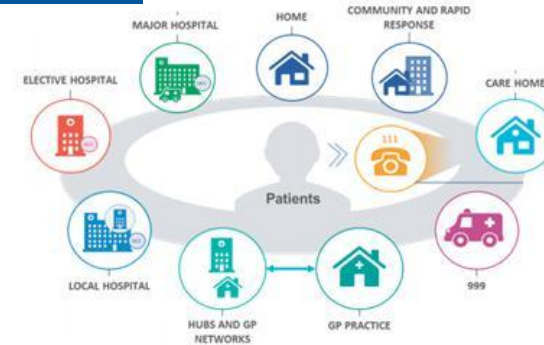 HOME
COMMUNITY AND RAPID
RESPONSE
MAJOR HOSPITAL
ELECTIVE HOSPITAL
CARE HOME
111
Patients
LOCAL HOSPITAL
999
HUBS AND GP
NETWORKS
GP PRACTICE